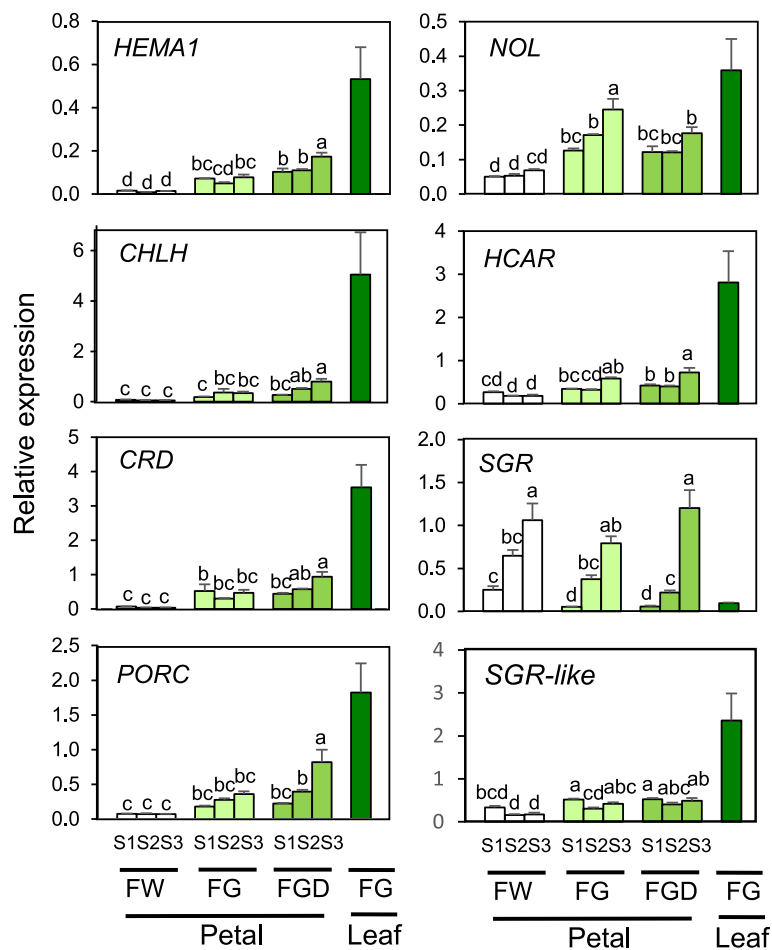 Relative expression
HEMA1
0.8
0.6
0.4
0.2
0.0
d d d
bc cd bc
b b a
NOL
0.5
0.4
0.3
0.2
0.1
0.0
d d cd
bc b a
bc bc b
CHLH
6
4
2
0
c c c
c bc bc
bc ab a
HCAR
4
3
2
1
0
cd d d
bc cd ab
b b a
CRD
5
4
3
2
1
0
c c c
b bc bc
bc ab a
SGR
2.0
1.5
1.0
0.5
0.0
c bc a
d bc ab
d c a
PORC
2.5
2.0
1.5
1.0
0.5
0.0
c c c
bc bc bc
bc b a
SGR-like
4
3
2
1
0
bcd d d
a cd abc
a abc ab
S1S2S3 S1S2S3 S1S2S3
FW FG FGD FG
Petal Leaf
S1S2S3 S1S2S3 S1S2S3
FW FG FGD FG
Petal Leaf